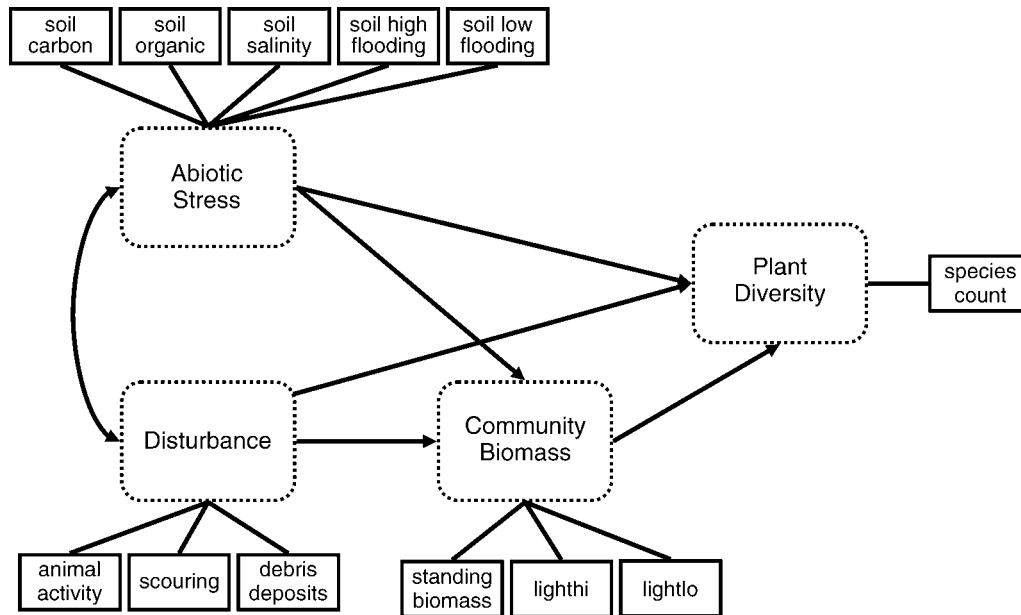 soil
carbon
soil
organic
soil
salinity
soil high
flooding
soil low
flooding
Abiotic
Stress
Plant
Diversity
species
count
Disturbance
Community
Biomass
animal
activity
scouring
debris
deposits
standing
biomass
lighthi
lightlo